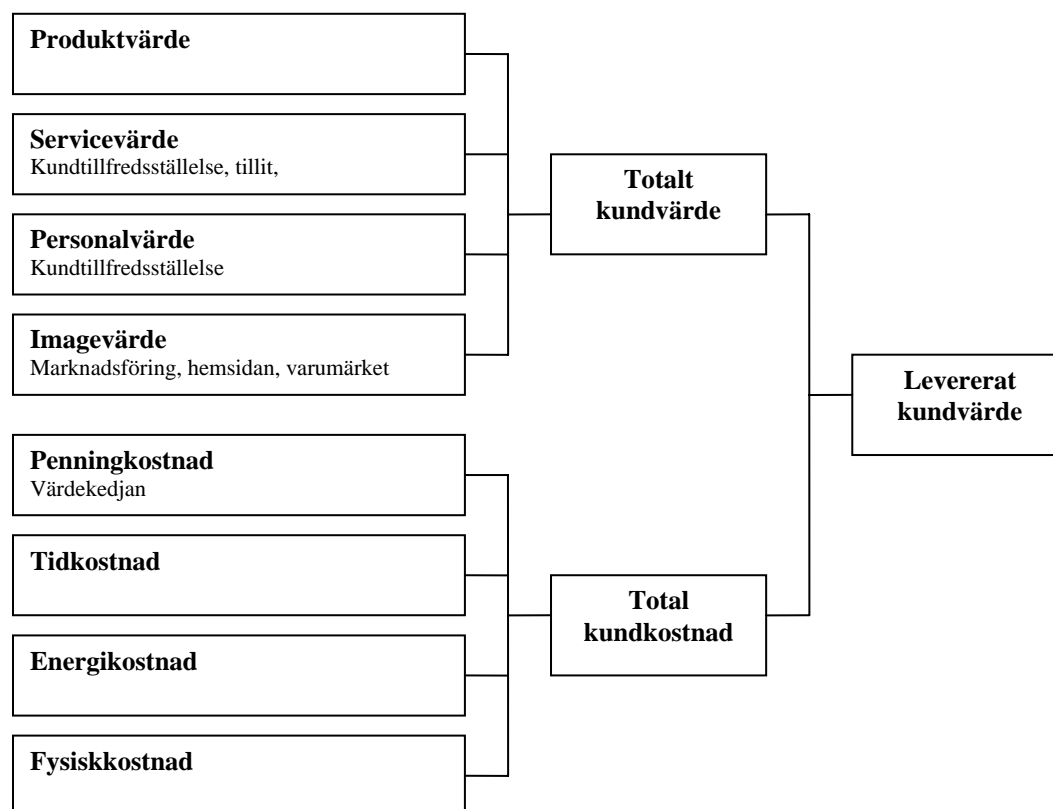 Produktvärde
Servicevärde
Kundtillfredsställelse, tillit,
Personalvärde
Kundtillfredsställelse
Imagevärde
Marknadsföring, hemsidan, varumärket
Penningkostnad
Värdekedjan
Tidkostnad
Energikostnad
Fysiskkostnad
Totalt
kundvärde
Total
kundkostnad
Levererat
kundvärde